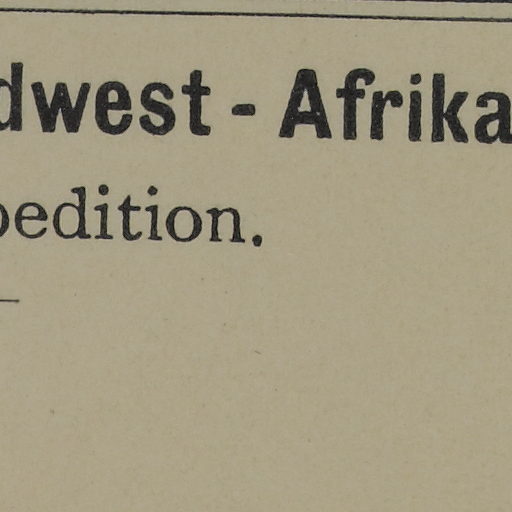 dwest - Afrika
pedition.